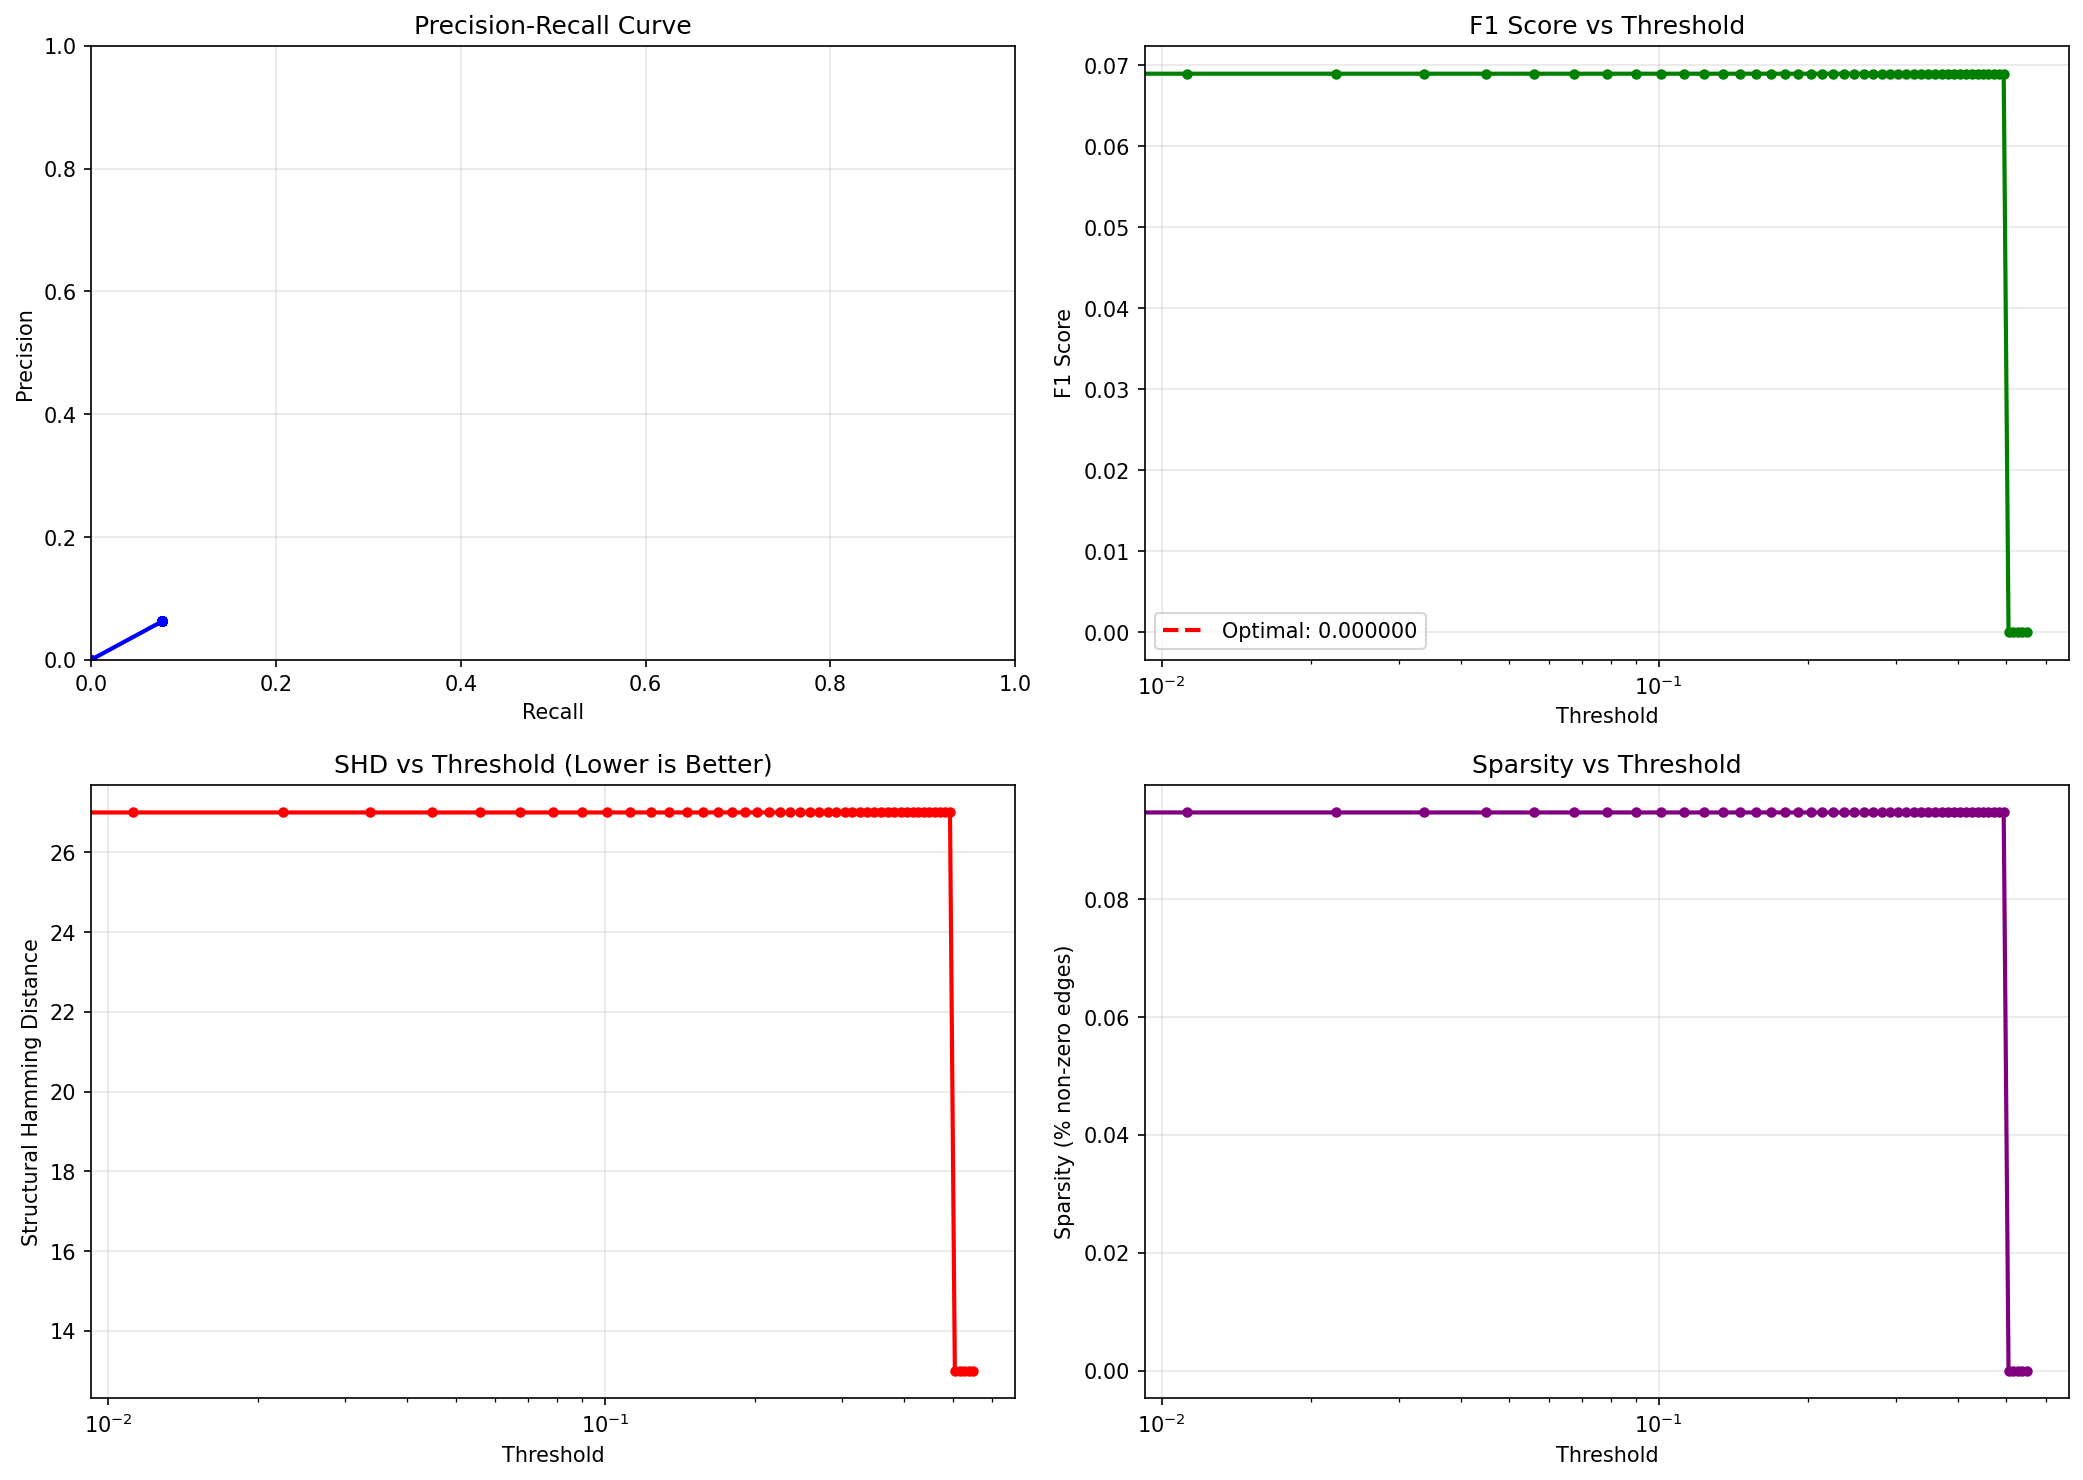 Precision-Recall Curve
1.0
0.8
0.6
0.4
0.2
0.0
Precision
0.0 0.2 0.4 0.6 0.8 1.0
Recall
F1 Score vs Threshold
0.07
0.06
0.05
0.04
0.03
0.02
0.01
0.00
F1 Score
Optimal: 0.000000
10⁻² 10⁻¹
Threshold
SHD vs Threshold (Lower is Better)
26
24
22
20
18
16
14
Structural Hamming Distance
10⁻² 10⁻¹
Threshold
Sparsity vs Threshold
0.08
0.06
0.04
0.02
0.00
Sparsity (% non-zero edges)
10⁻² 10⁻¹
Threshold